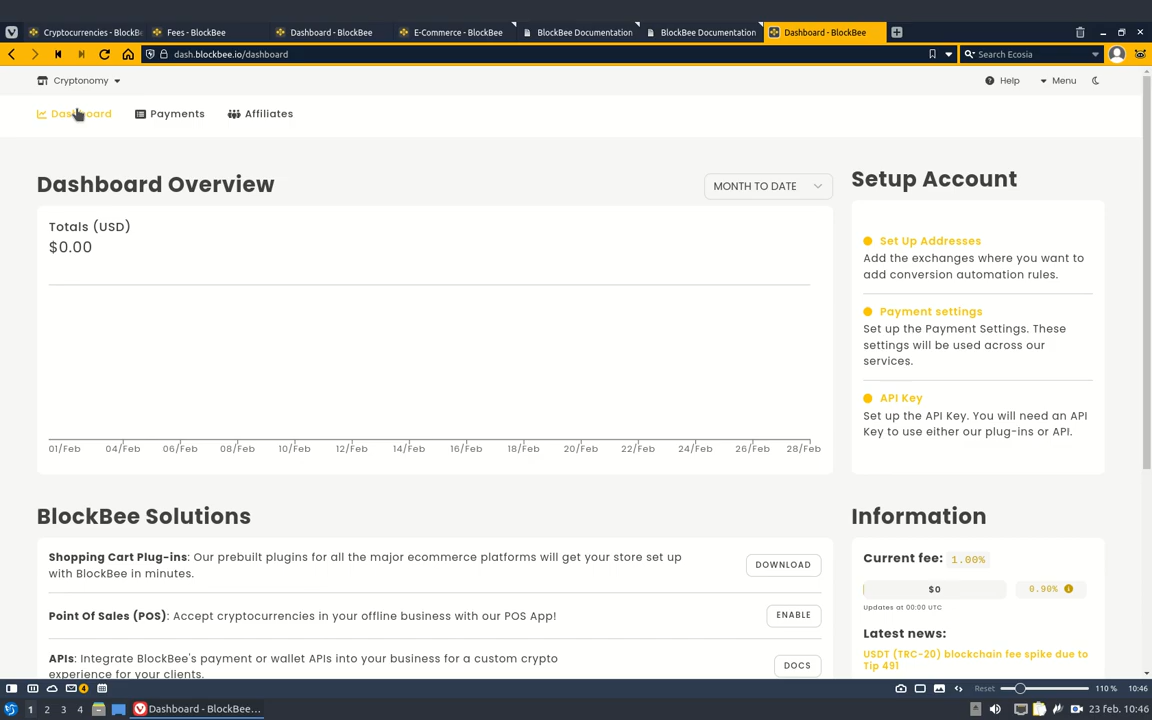 Cryptocurrencies - BlockB
Fees - BlockBee
Dashboard - BlockBee
E-Commerce - BlockBee
BlockBee Documentation
BlockBee Documentation
Dashboard - BlockBee
dash.blockbee.io/dashboard
Search Ecosia
Cryptonomy
Help
Menu
Dashboard
Payments
Affiliates
Dashboard Overview
MONTH TO DATE
Totals (USD)
$0.00
01/Feb 04/Feb 06/Feb 08/Feb 10/Feb 12/Feb 14/Feb 16/Feb 18/Feb 20/Feb 22/Feb 24/Feb 26/Feb 28/Feb
Setup Account
Set Up Addresses
Add the exchanges where you want to
add conversion automation rules.
Payment settings
Set up the Payment Settings. These
settings will be used across our
services.
API Key
Set up the API Key. You will need an API
Key to use either our plug-ins or API.
BlockBee Solutions
Shopping Cart Plug-ins: Our prebuilt plugins for all the major ecommerce platforms will get your store set up
with BlockBee in minutes.
DOWNLOAD
Point Of Sales (POS): Accept cryptocurrencies in your offline business with our POS App!
ENABLE
APIs: Integrate BlockBee's payment or wallet APIs into your business for a custom crypto
experience for your clients.
DOCS
Information
Current fee: 1.00%
$0
0.90%
Updates at 00:00 UTC
Latest news:
USDT (TRC-20) blockchain fee spike due to
Tip 491
4
Reset
110 %
10:46
1 2 3 4
Dashboard - BlockBee...
23 feb. 10:46